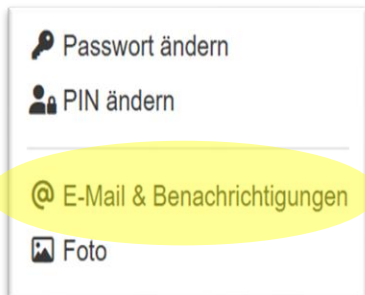 Passwort ändern
PIN ändern
@ E-Mail & Benachrichtigungen
Foto